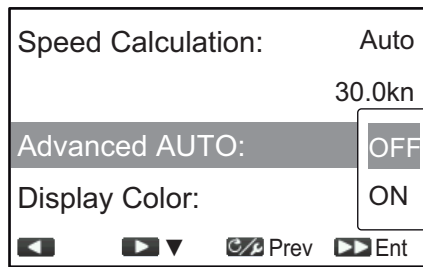 Speed Calculation: Auto
30.0kn
Advanced AUTO: OFF
Display Color: ON
▼ C/ Prev Ent